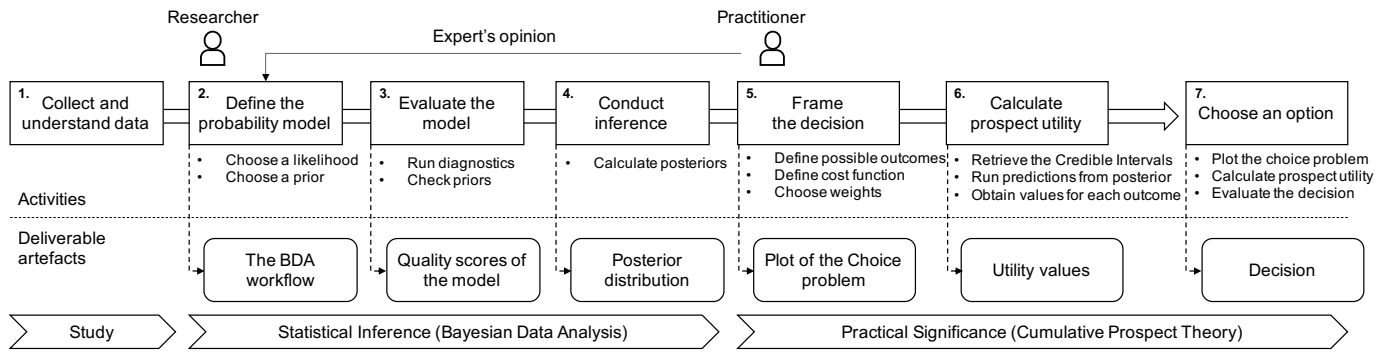 Researcher
Practitioner
Expert's opinion
1.
Collect and
understand data
2.
Define the
probability model
3.
Evaluate the
model
4.
Conduct
inference
5.
Frame
the decision
6.
Calculate
prospect utility
7.
Choose an option
• Choose a likelihood
• Choose a prior
• Run diagnostics
• Check priors
• Calculate posteriors
• Define possible outcomes
• Define cost function
• Choose weights
• Retrieve the Credible Intervals
• Run predictions from posterior
• Obtain values for each outcome
• Plot the choice problem
• Calculate prospect utility
• Evaluate the decision
Activities
Deliverable
artefacts
The BDA
workflow
Quality scores of
the model
Posterior
distribution
Plot of the Choice
problem
Utility values
Decision
Study
Statistical Inference (Bayesian Data Analysis)
Practical Significance (Cumulative Prospect Theory)